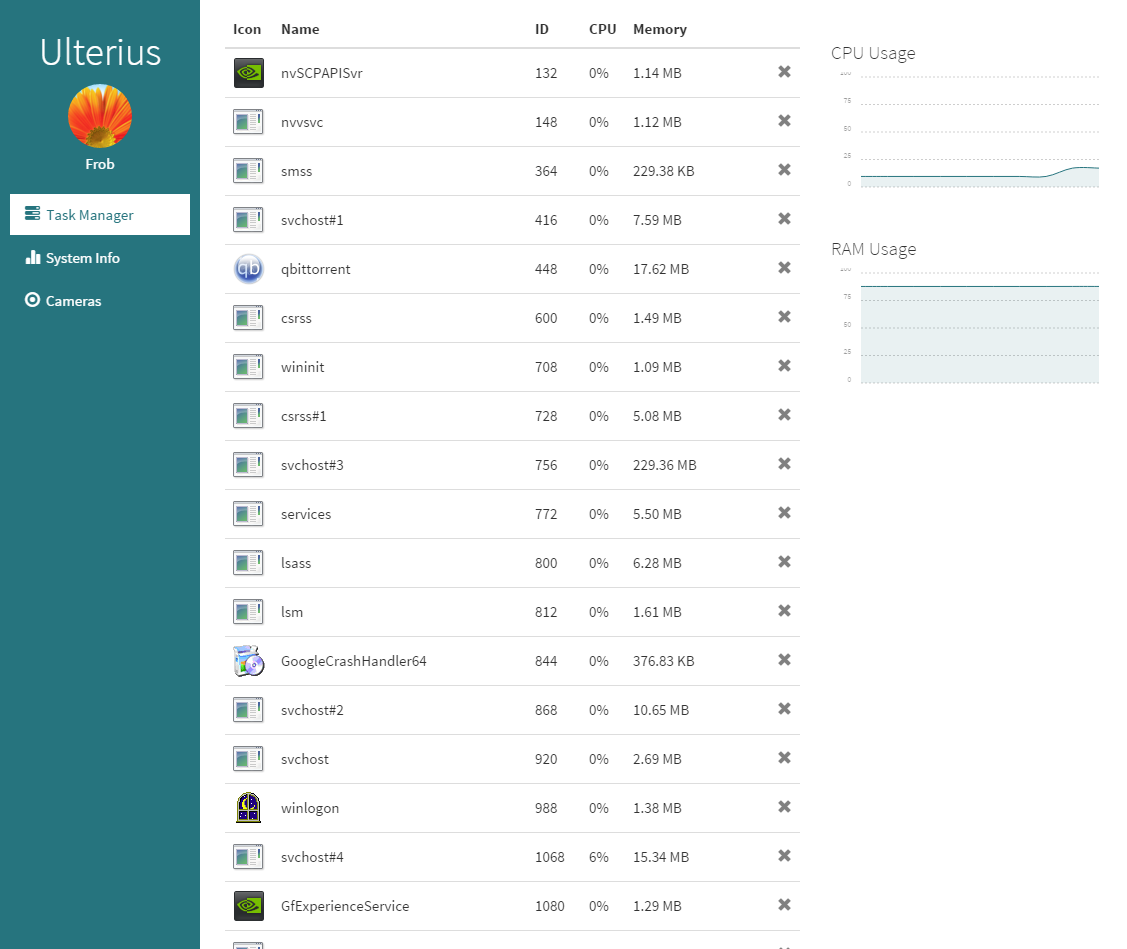 Ulterius
Frob
Task Manager
System Info
Cameras
Icon Name ID CPU Memory
nvSCPAPISvr 132 0% 1.14 MB
nvvsvc 148 0% 1.12 MB
smss 364 0% 229.38 KB
svchost#1 416 0% 7.59 MB
qb qbittorrent 448 0% 17.62 MB
csrss 600 0% 1.49 MB
wininit 708 0% 1.09 MB
csrss#1 728 0% 5.08 MB
svchost#3 756 0% 229.36 MB
services 772 0% 5.50 MB
lsass 800 0% 6.28 MB
lsm 812 0% 1.61 MB
GoogleCrashHandler64 844 0% 376.83 KB
svchost#2 868 0% 10.65 MB
svchost 920 0% 2.69 MB
winlogon 988 0% 1.38 MB
svchost#4 1068 6% 15.34 MB
GfExperienceService 1080 0% 1.29 MB
CPU Usage
75
50
25
0
RAM Usage
75
50
25
0